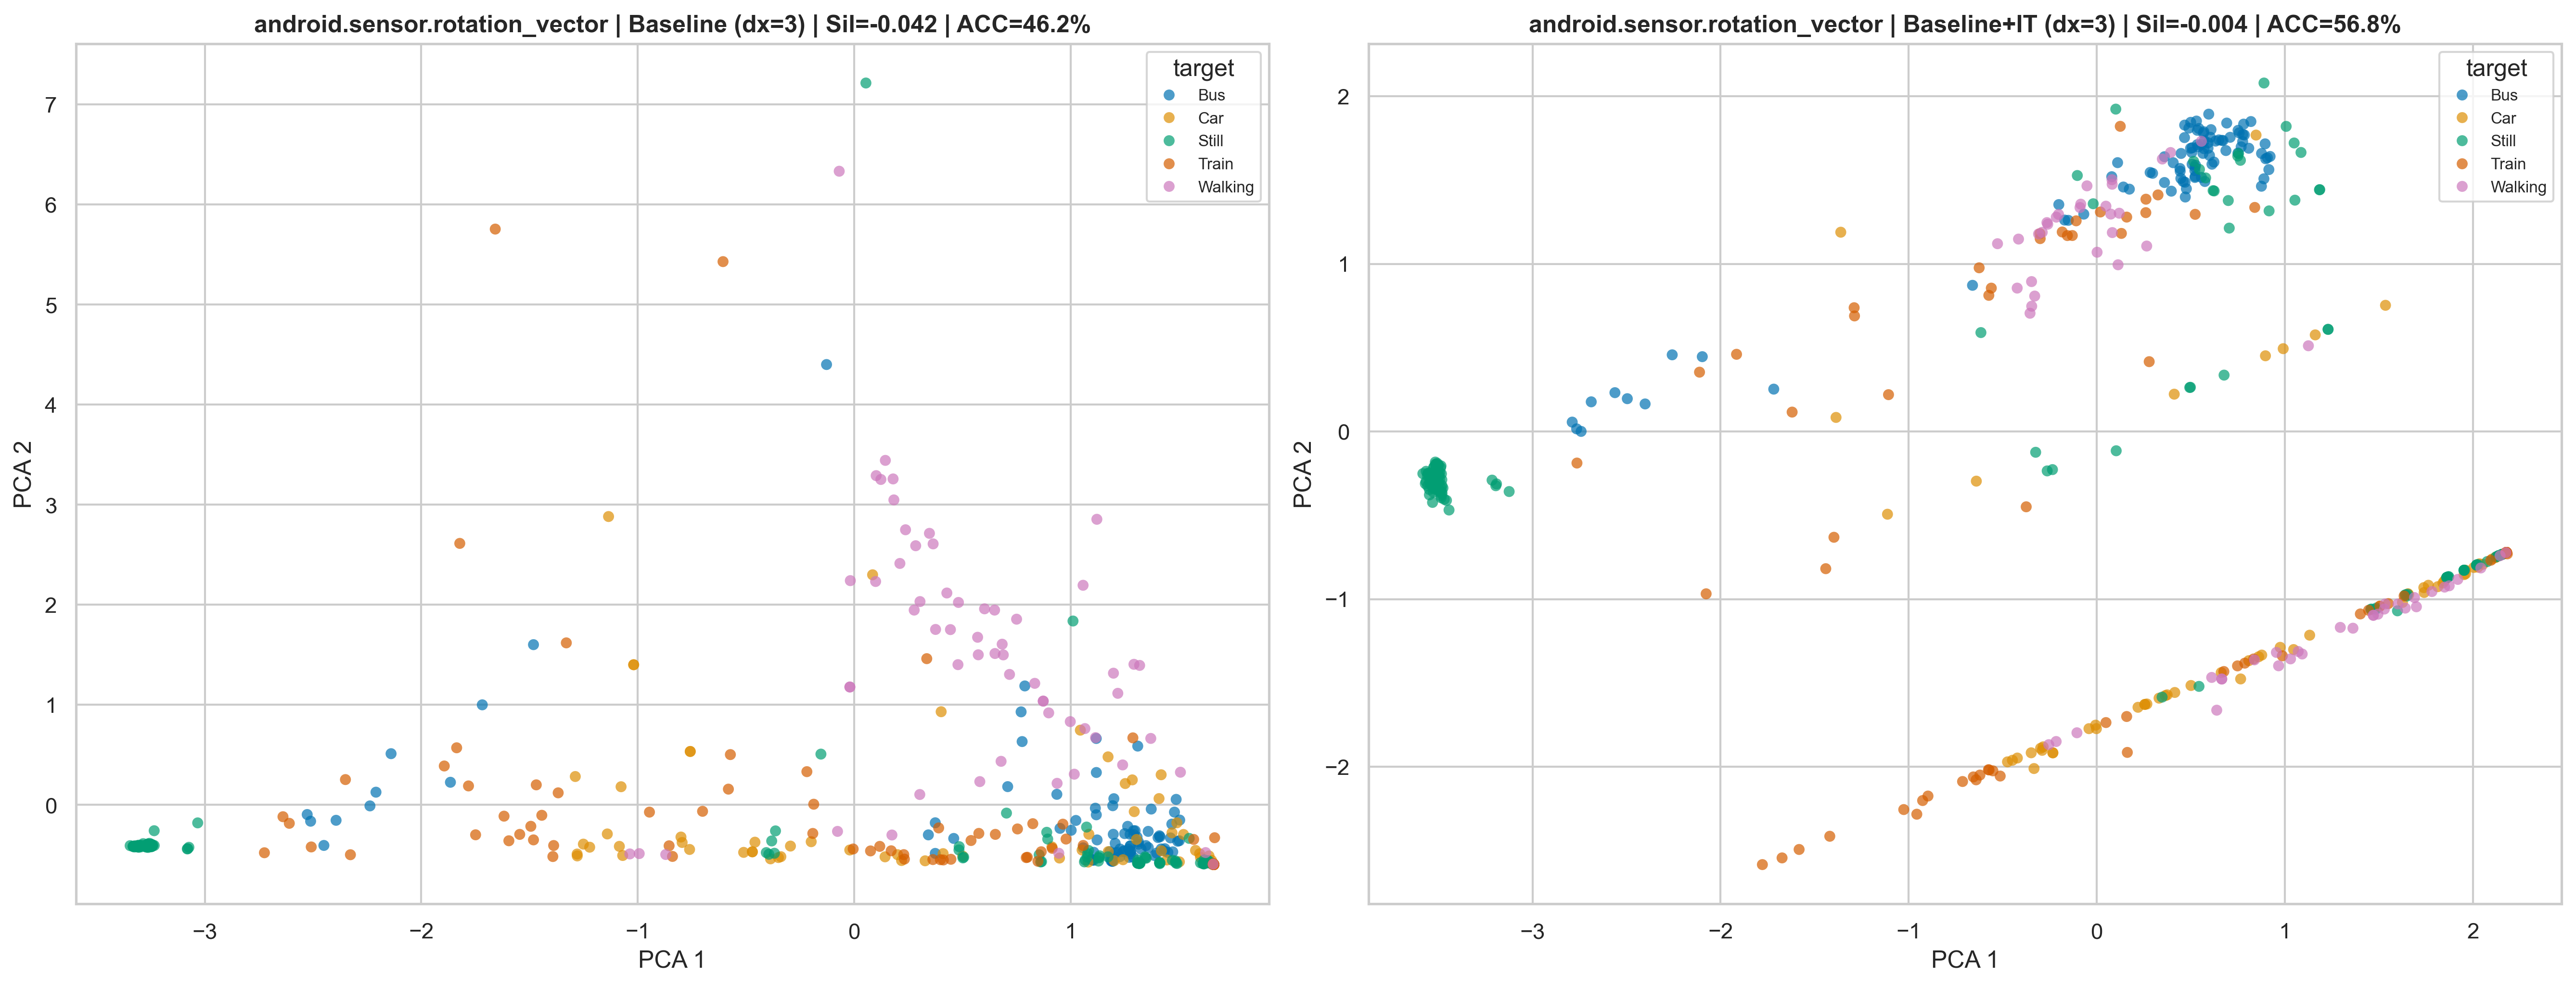 android.sensor.rotation_vector | Baseline (dx=3) | Sil=-0.042 | ACC=46.2%
target
Bus
Car
Still
Train
Walking
7
6
5
4
3
2
1
0
PCA 2
−3 −2 −1 0 1
PCA 1
android.sensor.rotation_vector | Baseline+IT (dx=3) | Sil=-0.004 | ACC=56.8%
target
Bus
Car
Still
Train
Walking
2
1
0
−1
−2
PCA 2
−3 −2 −1 0 1 2
PCA 1